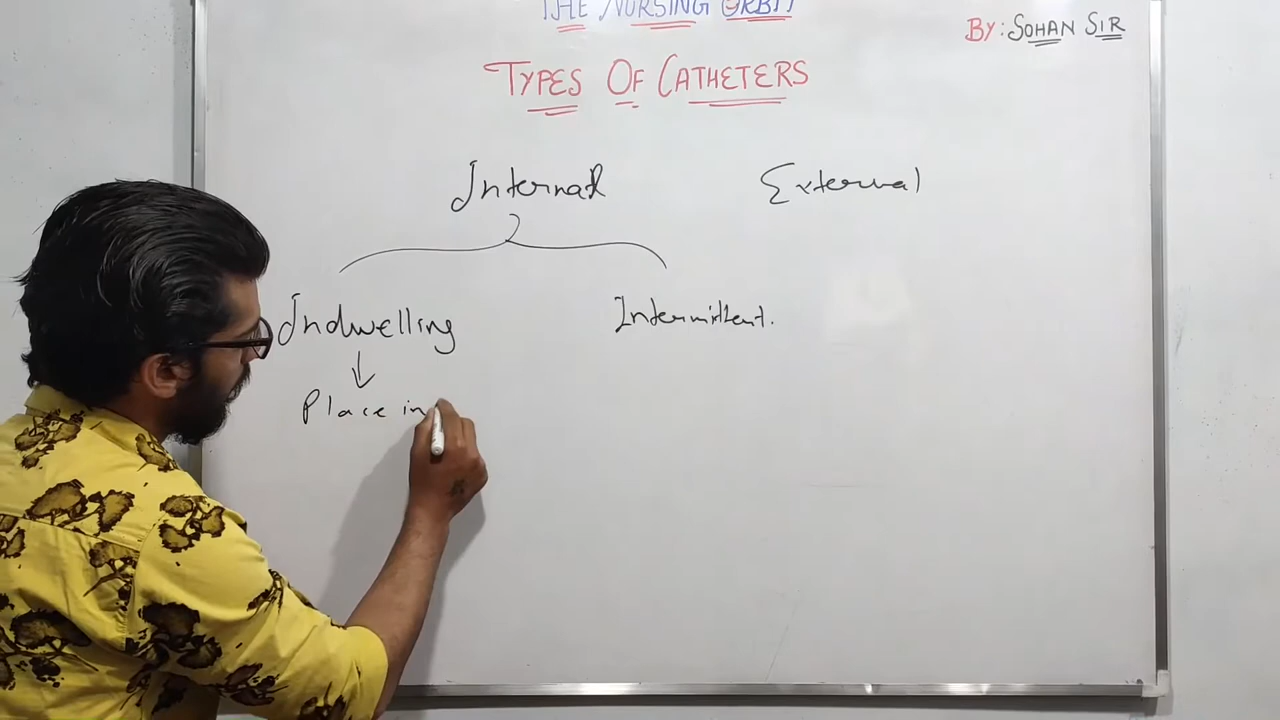 THE NURSING ORBIT
BY: SOHAN SIR
TYPES OF CATHETERS
Internal
External
Indwelling
Intermittent.
Place in